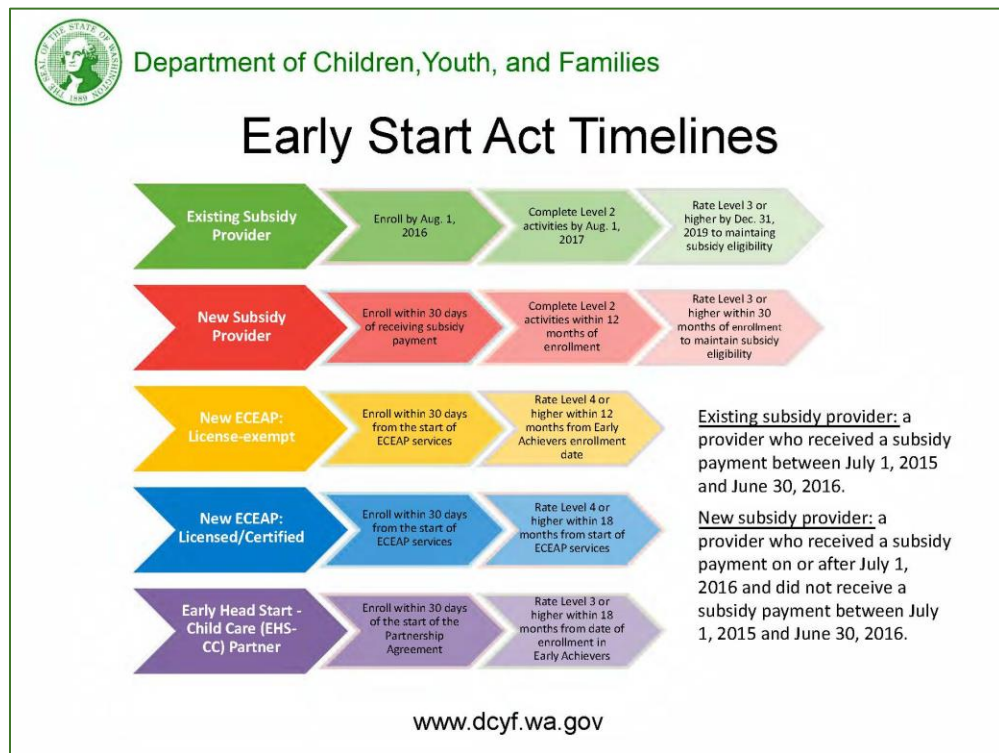 THE SEAL OF THE STATE OF WASHINGTON
1889
Department of Children,Youth, and Families
Early Start Act Timelines
Existing Subsidy
Provider
Enroll by Aug. 1,
2016
Complete Level 2
activities by Aug. 1,
2017
Rate Level 3 or
higher by Dec. 31,
2019 to maintaing
subsidy eligibility
New Subsidy
Provider
Enroll within 30 days
of receiving subsidy
payment
Complete Level 2
activities within 12
months of
enrollment
Rate Level 3 or
higher within 30
months of enrollment
to maintain subsidy
eligibility
New ECEAP:
License-exempt
Enroll within 30 days
from the start of
ECEAP services
Rate Level 4 or
higher within 12
months from Early
Achievers enrollment
date
New ECEAP:
Licensed/Certified
Enroll within 30 days
from the start of
ECEAP services
Rate Level 4 or
higher within 18
months from start of
ECEAP services
Early Head Start -
Child Care (EHS-
CC) Partner
Enroll within 30 days
of the start of the
Partnership
Agreement
Rate Level 3 or
higher within 18
months from date of
enrollment in
Early Achievers
Existing subsidy provider: a
provider who received a subsidy
payment between July 1, 2015
and June 30, 2016.
New subsidy provider: a
provider who received a subsidy
payment on or after July 1,
2016 and did not receive a
subsidy payment between July
1, 2015 and June 30, 2016.
www.dcyf.wa.gov